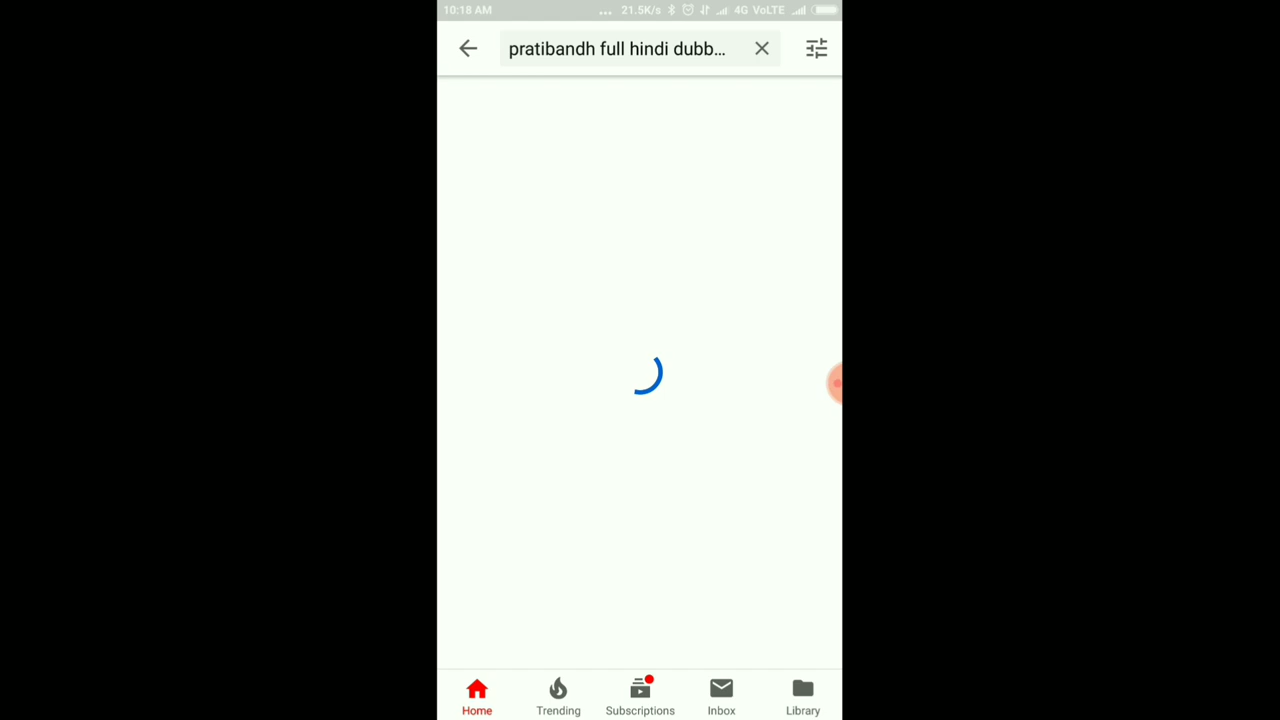 10:18 AM ... 21.5K/s 4G VoLTE
pratibandh full hindi dubb...
Home Trending Subscriptions Inbox Library